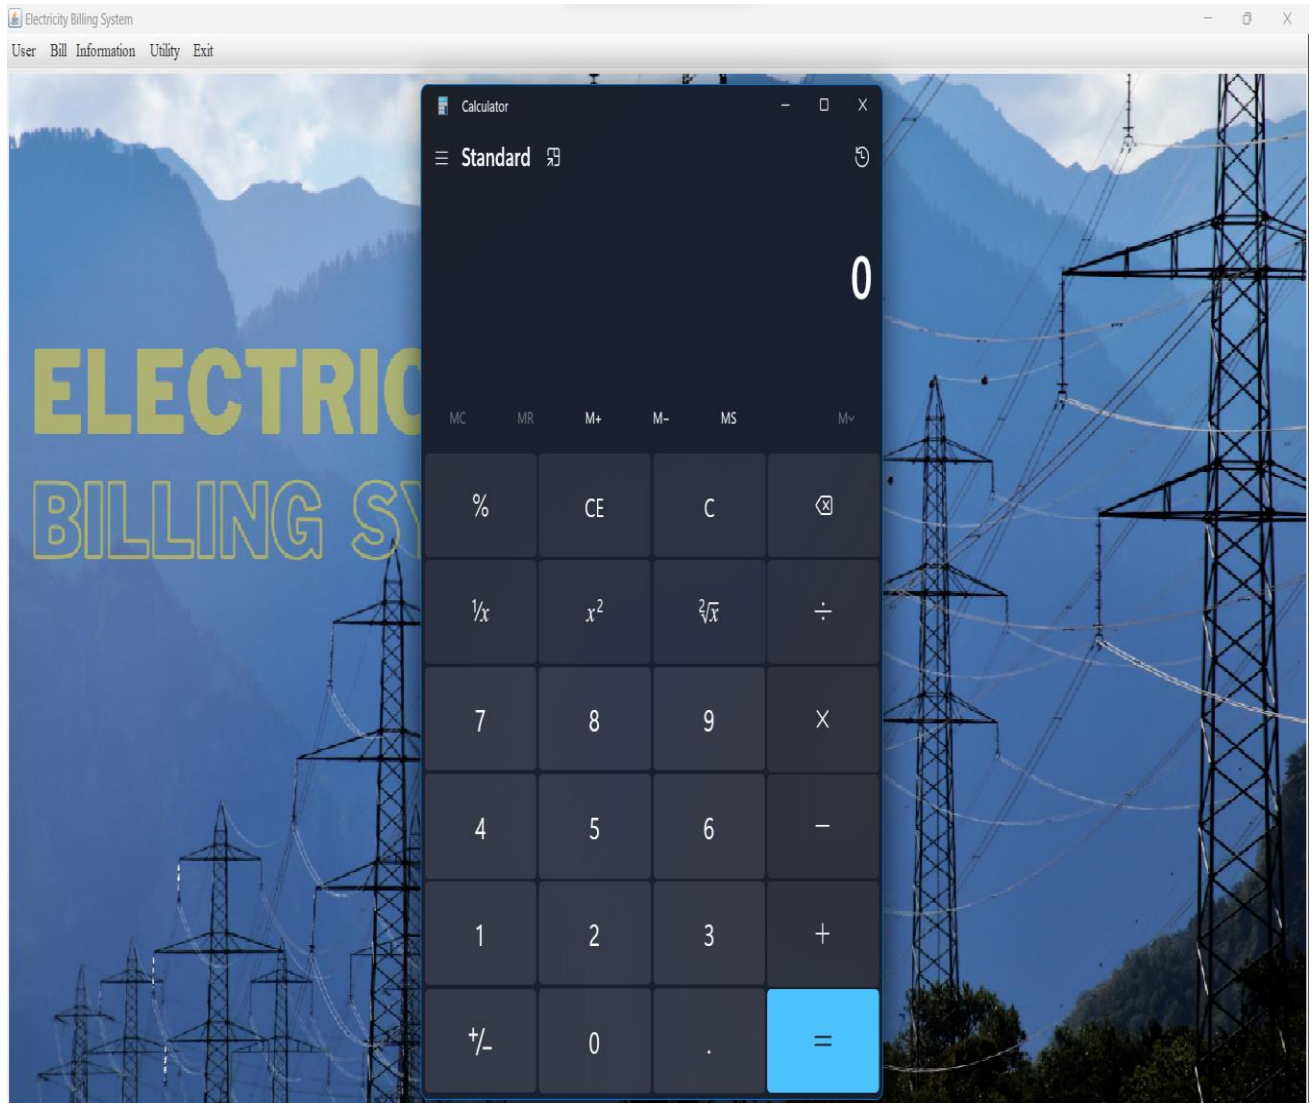 Electricity Billing System
User Bill Information Utility Exit
Calculator
Standard
0
ELECTRIC
BILLING SY
MC MR M+ M- MS M˅
% CE C
¹/x x² ²√x ÷
7 8 9 ×
4 5 6 −
1 2 3 +
+/− 0 . =